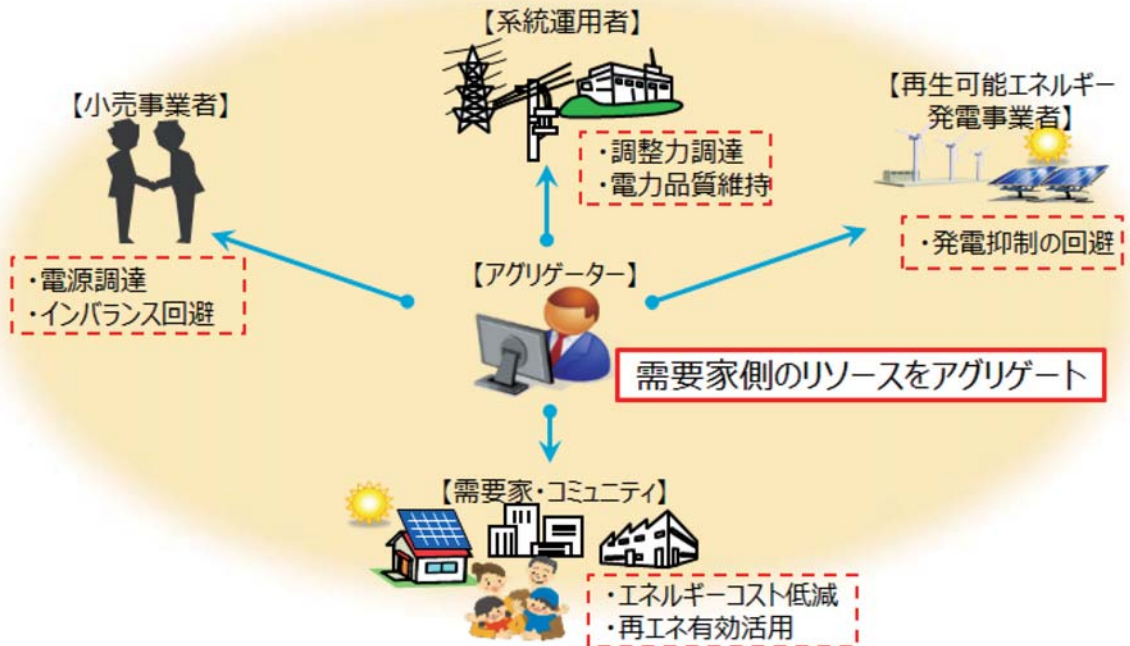 【系統運用者】
・調整力調達
・電力品質維持
【小売事業者】
・電源調達
・インバランス回避
【再生可能エネルギー
発電事業者】
・発電抑制の回避
【アグリゲーター】
需要家側のリソースをアグリゲート
【需要家・コミュニティ】
・エネルギーコスト低減
・再エネ有効活用